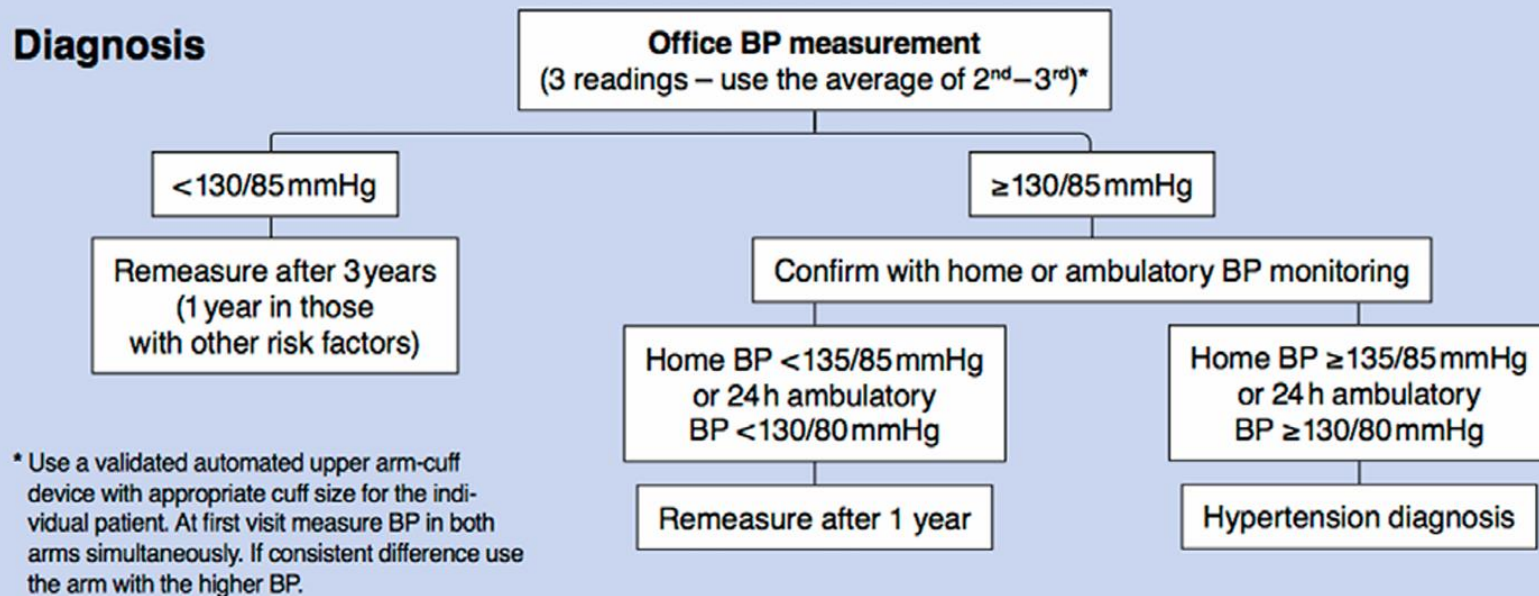 Diagnosis
Office BP measurement
(3 readings – use the average of 2nd–3rd)*
<130/85 mmHg
≥130/85 mmHg
Remeasure after 3 years
(1 year in those
with other risk factors)
Confirm with home or ambulatory BP monitoring
Home BP <135/85 mmHg
or 24 h ambulatory
BP <130/80 mmHg
Home BP ≥135/85 mmHg
or 24 h ambulatory
BP ≥130/80 mmHg
Remeasure after 1 year
Hypertension diagnosis
* Use a validated automated upper arm-cuff
device with appropriate cuff size for the indi-
vidual patient. At first visit measure BP in both
arms simultaneously. If consistent difference use
the arm with the higher BP.